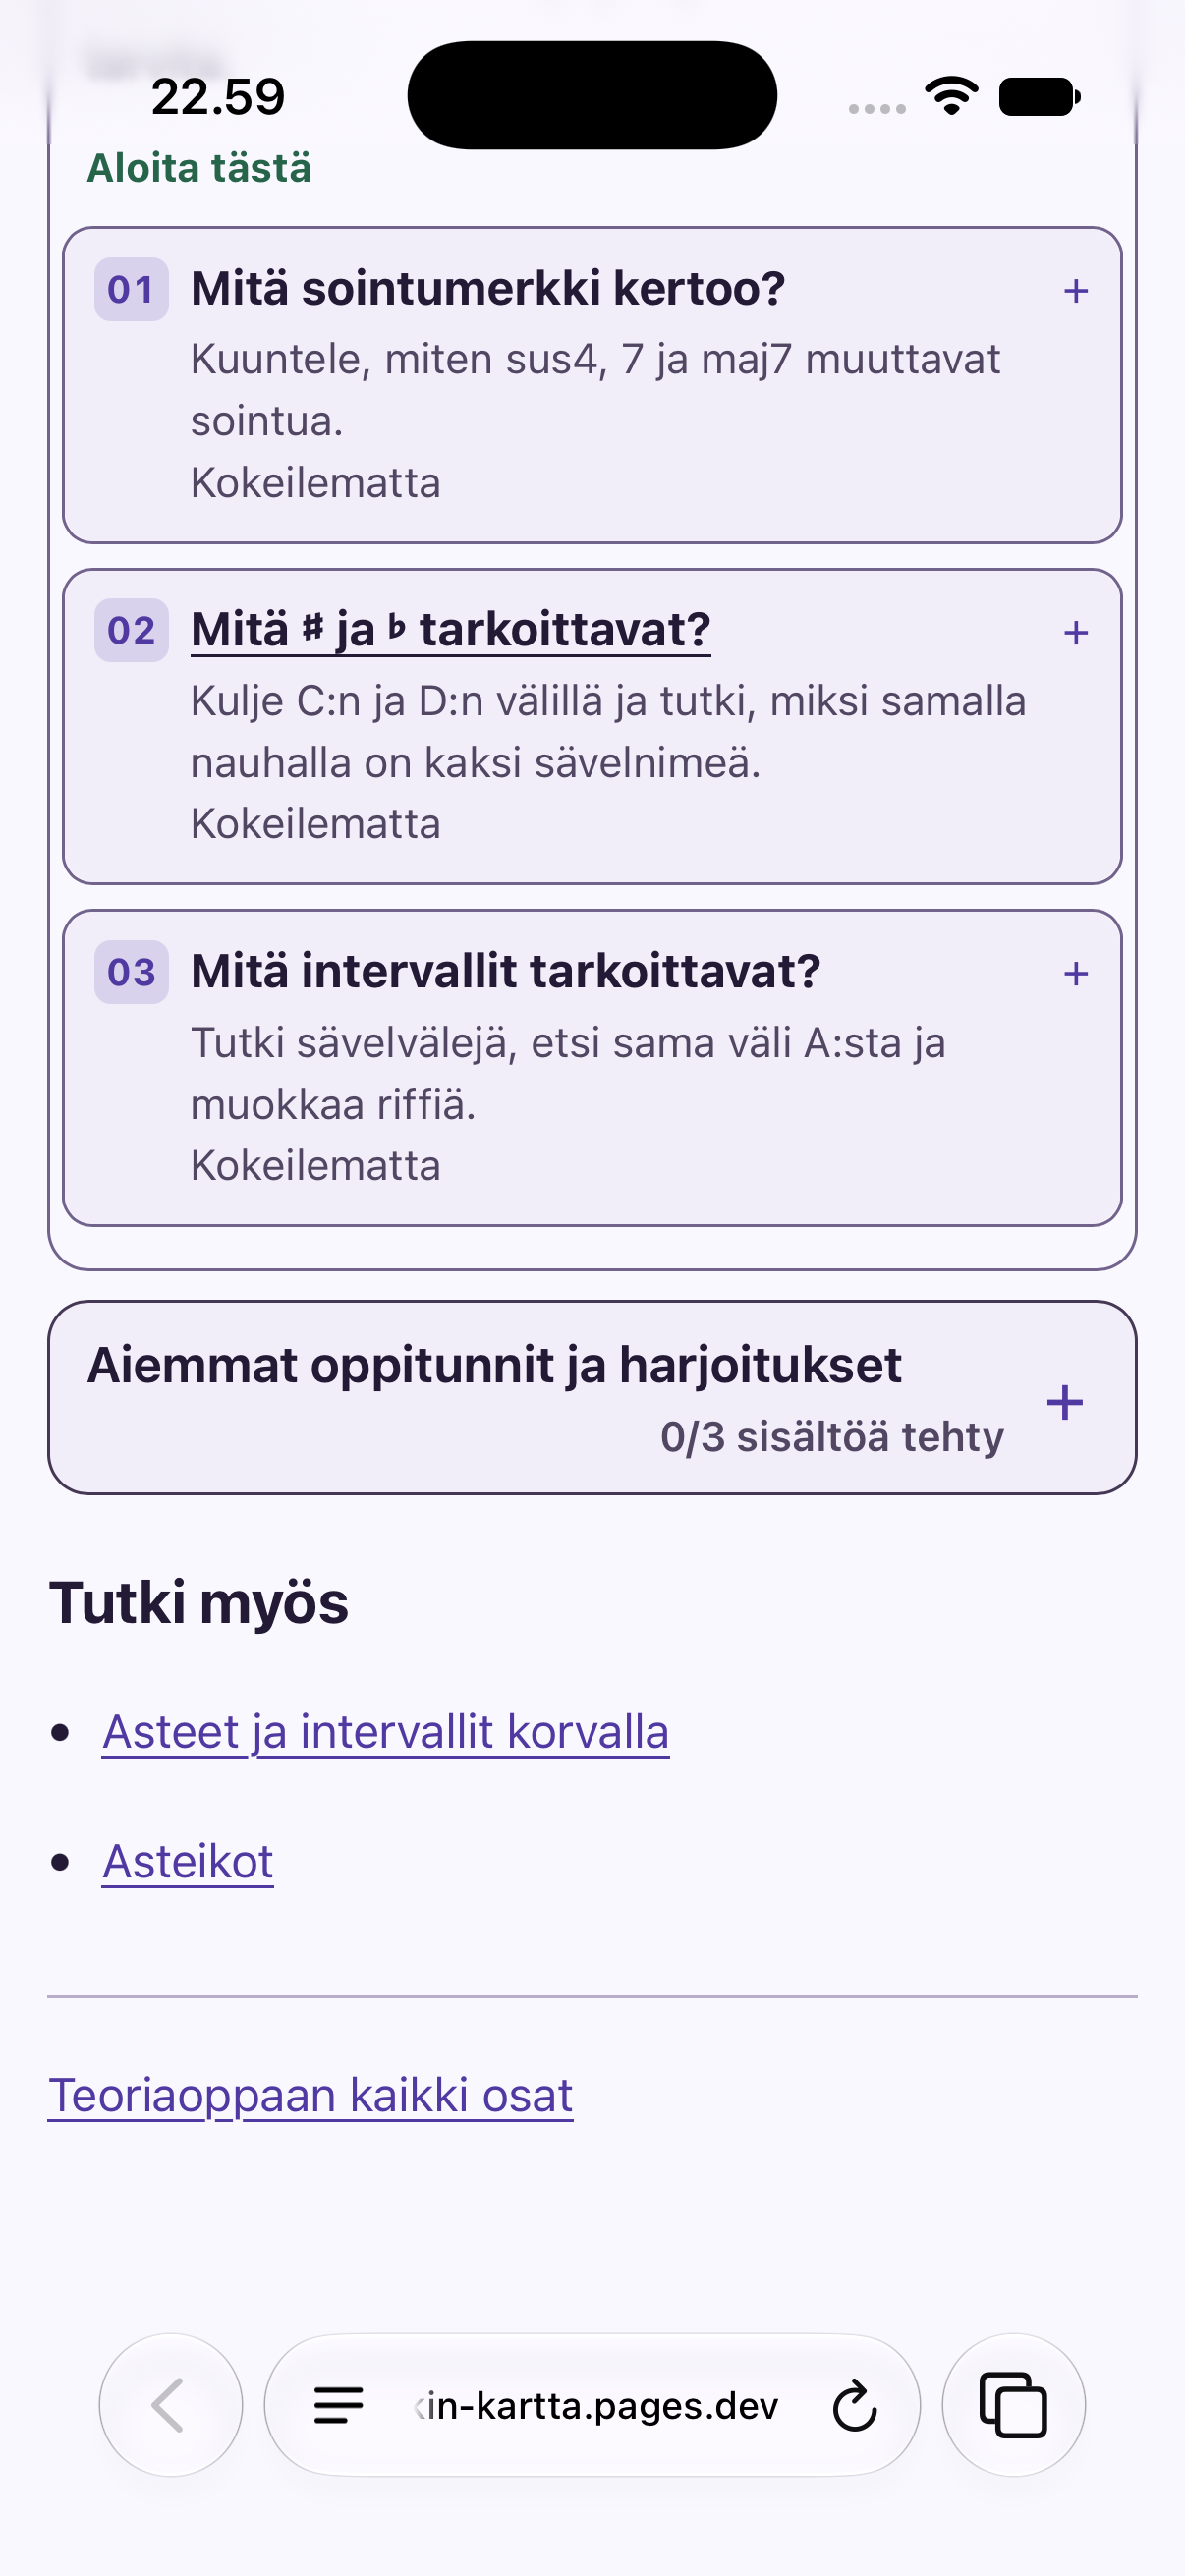 22.59
Aloita tästä
01 Mitä sointumerkki kertoo? +
Kuuntele, miten sus4, 7 ja maj7 muuttavat
sointua.
Kokeilematta
02 Mitä ♯ ja ♭ tarkoittavat? +
Kulje C:n ja D:n välillä ja tutki, miksi samalla
nauhalla on kaksi sävelnimeä.
Kokeilematta
03 Mitä intervallit tarkoittavat? +
Tutki sävelvälejä, etsi sama väli A:sta ja
muokkaa riffiä.
Kokeilematta
Aiemmat oppitunnit ja harjoitukset
0/3 sisältöä tehty +
Tutki myös
• Asteet ja intervallit korvalla
• Asteikot
Teoriaoppaan kaikki osat
in-kartta.pages.dev